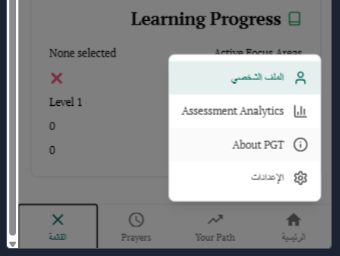 Learning Progress
None selected
Active Focus Areas
Level 1
0
0
الملف الشخصي
Assessment Analytics
About PGT
الإعدادات
القائمة
Prayers
Your Path
الرئيسية